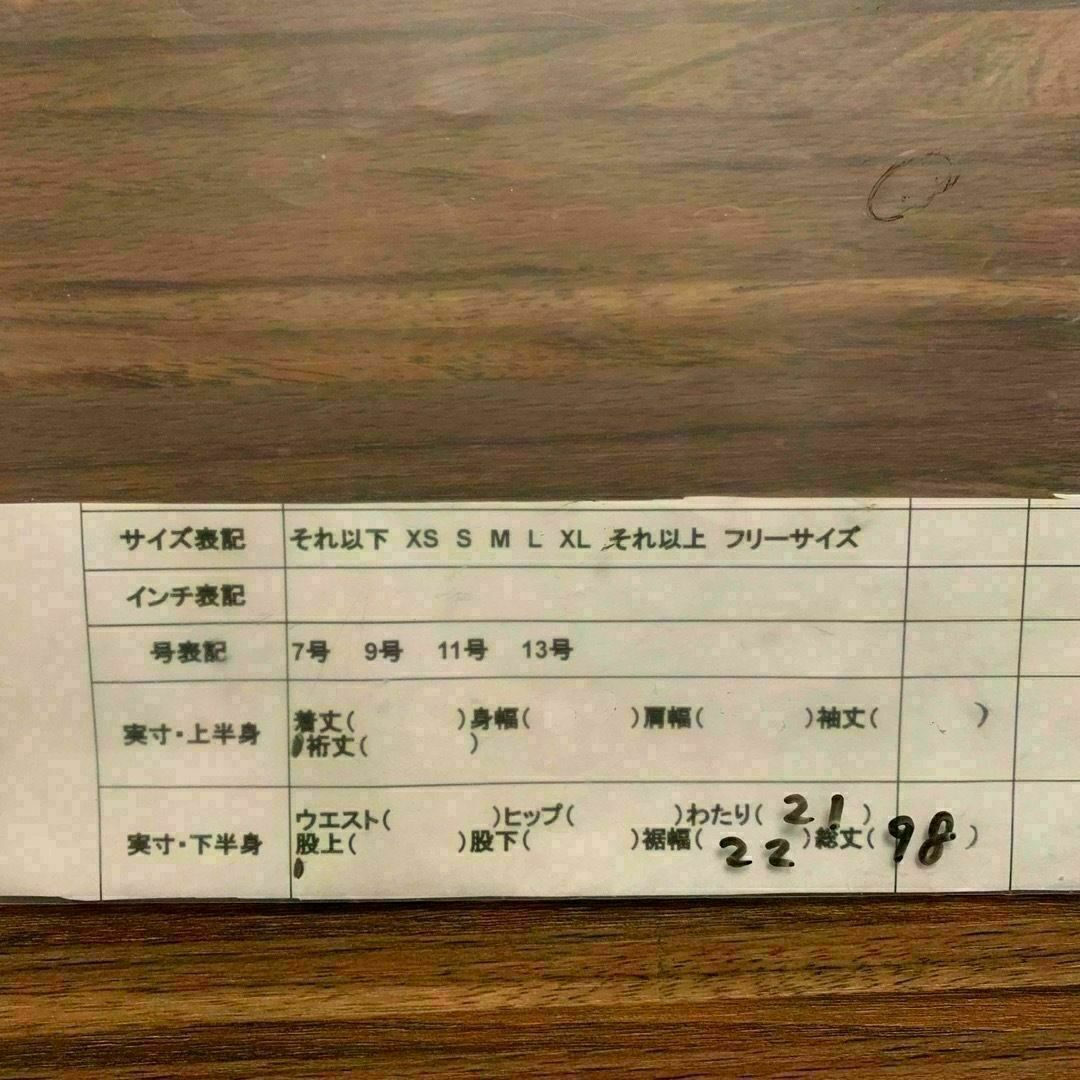 サイズ表記 それ以下 XS S M L XL それ以上 フリーサイズ
インチ表記
号表記 7号 9号 11号 13号
実寸・上半身 着丈( )身幅( )肩幅( )袖丈( )
裄丈( )
実寸・下半身 ウエスト( )ヒップ( )わたり( 21 )
股上( )股下( )裾幅( 22 )総丈( 98 )